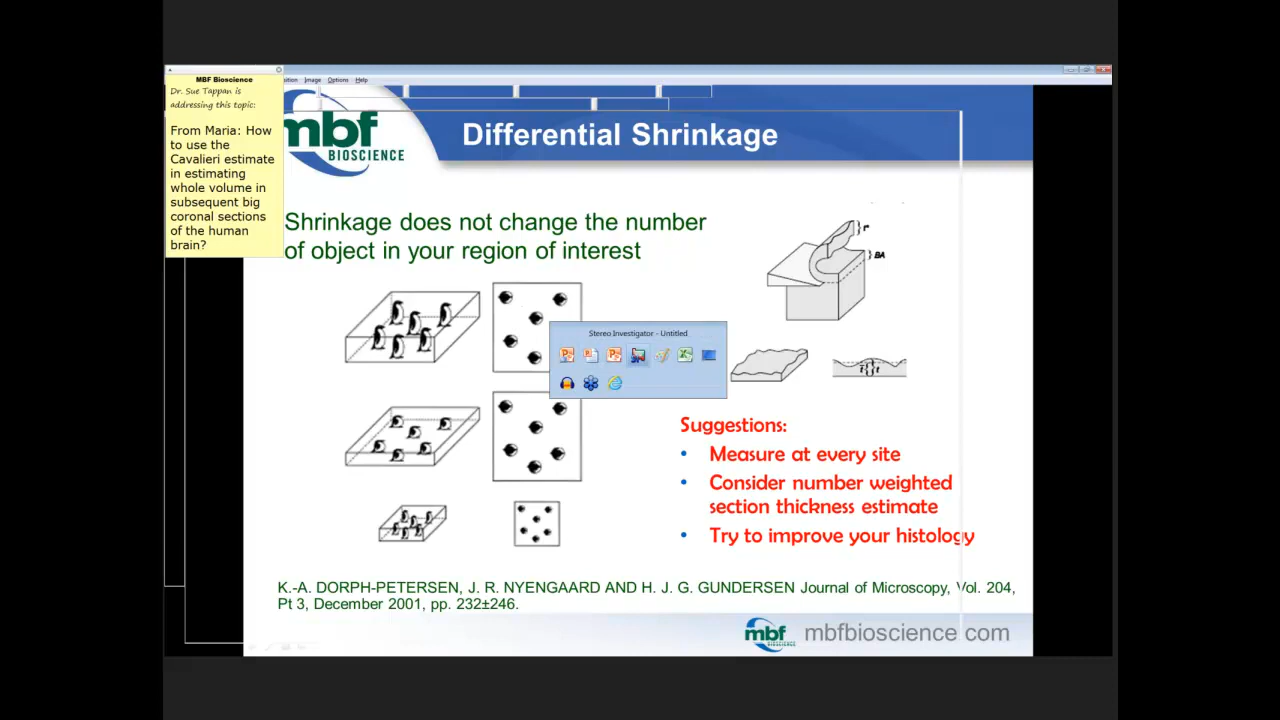 MBF Bioscience
Dr. Sue Tappan is
addressing this topic:
From Maria: How
to use the
Cavalieri estimate
in estimating
whole volume in
subsequent big
coronal sections
of the human
brain?
Image Options Help
mbf
BIOSCIENCE
Differential Shrinkage
Shrinkage does not change the number
of object in your region of interest
BA
t
Stereo Investigator - Untitled
Suggestions:
• Measure at every site
• Consider number weighted
section thickness estimate
• Try to improve your histology
K.-A. DORPH-PETERSEN, J. R. NYENGAARD AND H. J. G. GUNDERSEN Journal of Microscopy, Vol. 204,
Pt 3, December 2001, pp. 232±246.
mbf
BIOSCIENCE
mbfbioscience com